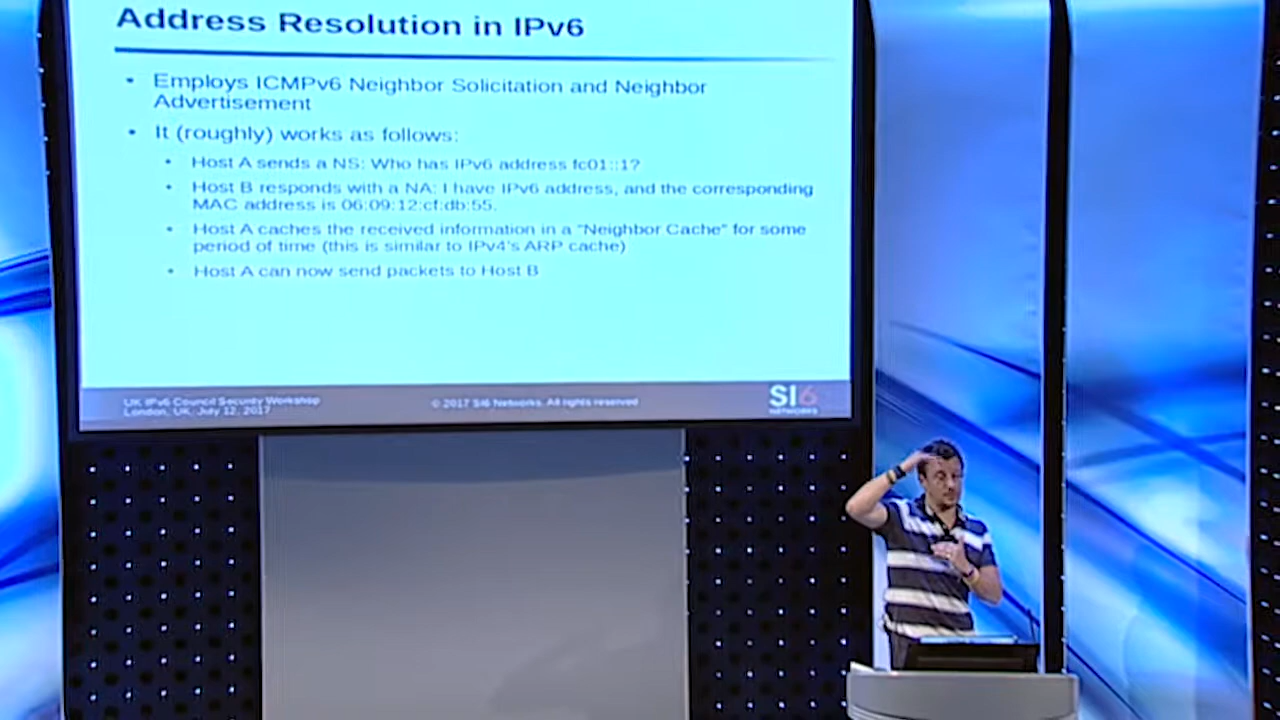 Address Resolution in IPv6
• Employs ICMPv6 Neighbor Solicitation and Neighbor
Advertisement
• It (roughly) works as follows:
• Host A sends a NS: Who has IPv6 address fc01::1?
• Host B responds with a NA: I have IPv6 address, and the corresponding
MAC address is 06:09:12:cf:db:55.
• Host A caches the received information in a "Neighbor Cache" for some
period of time (this is similar to IPv4's ARP cache)
• Host A can now send packets to Host B
UK IPv6 Council Security Workshop
London, UK. July 12, 2017
© 2017 SI6 Networks. All rights reserved
SI6
NETWORKS